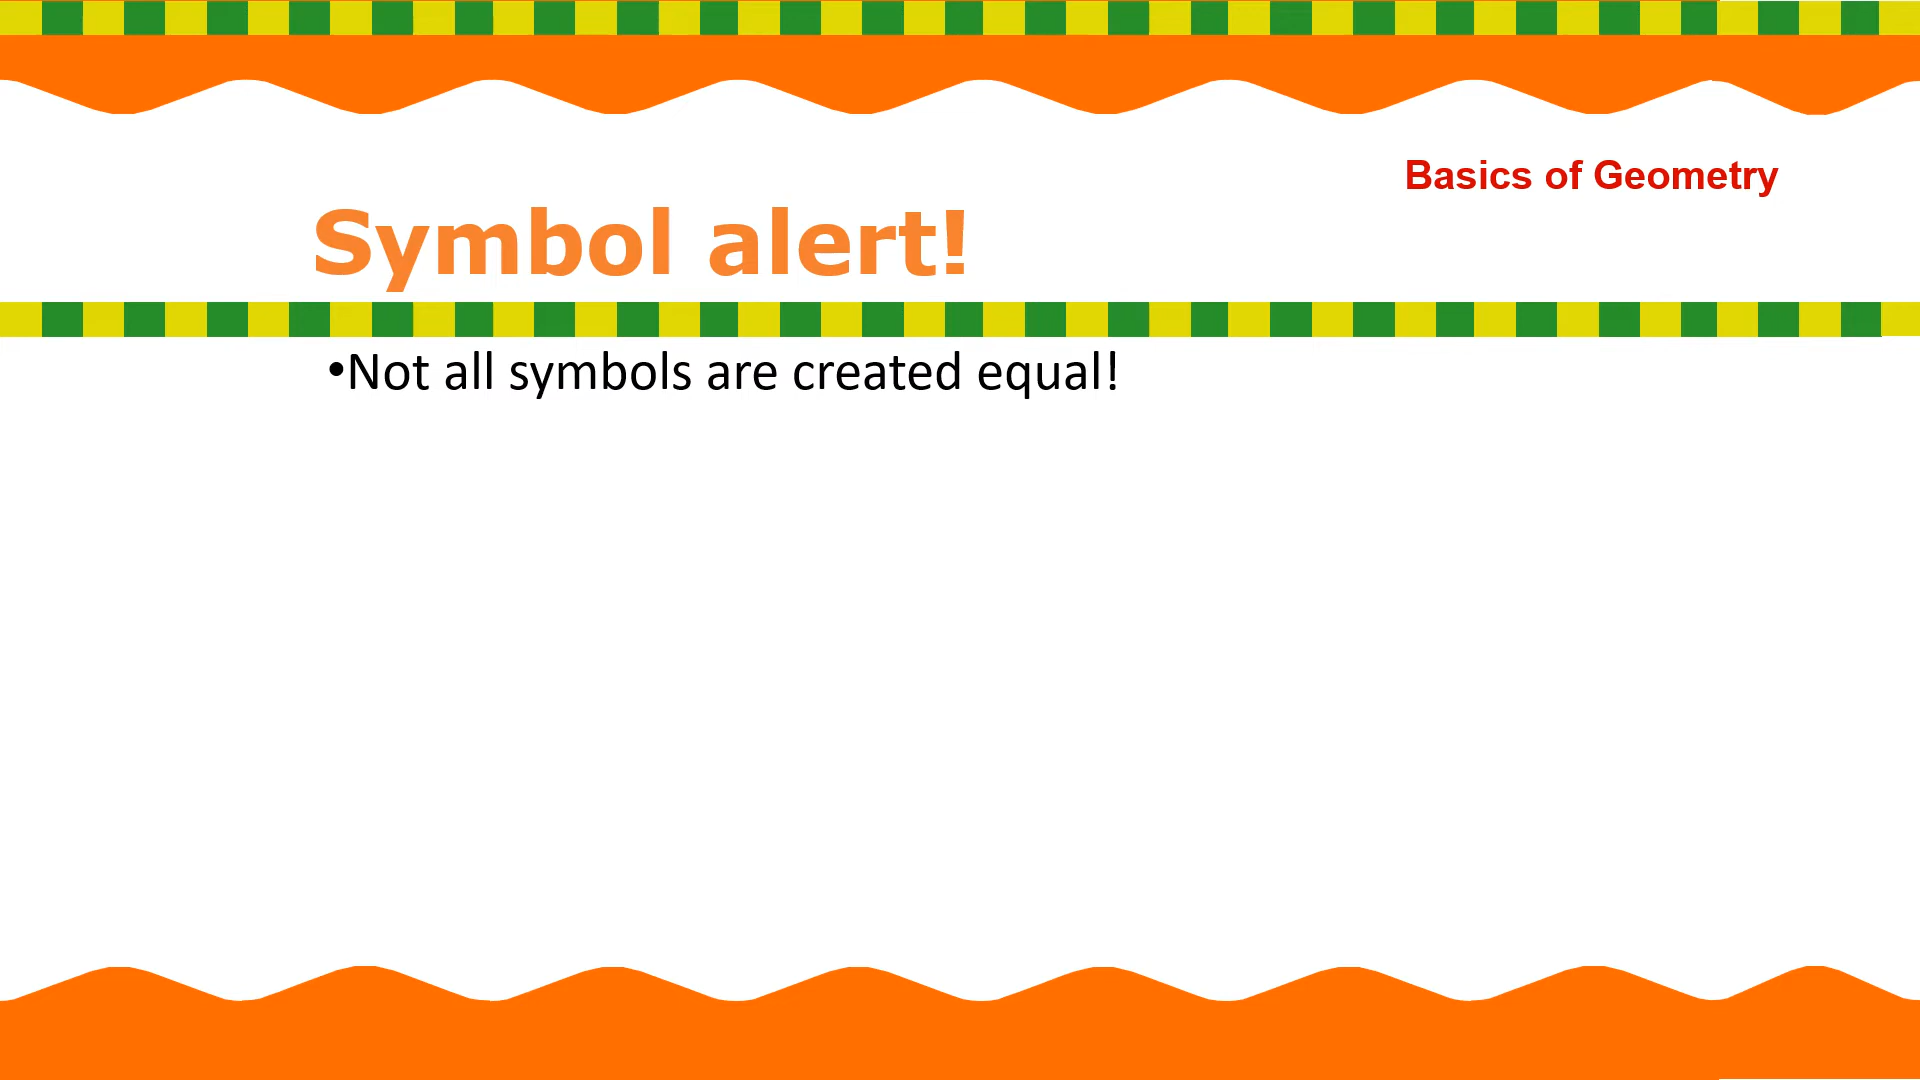 Basics of Geometry
Symbol alert!
•Not all symbols are created equal!